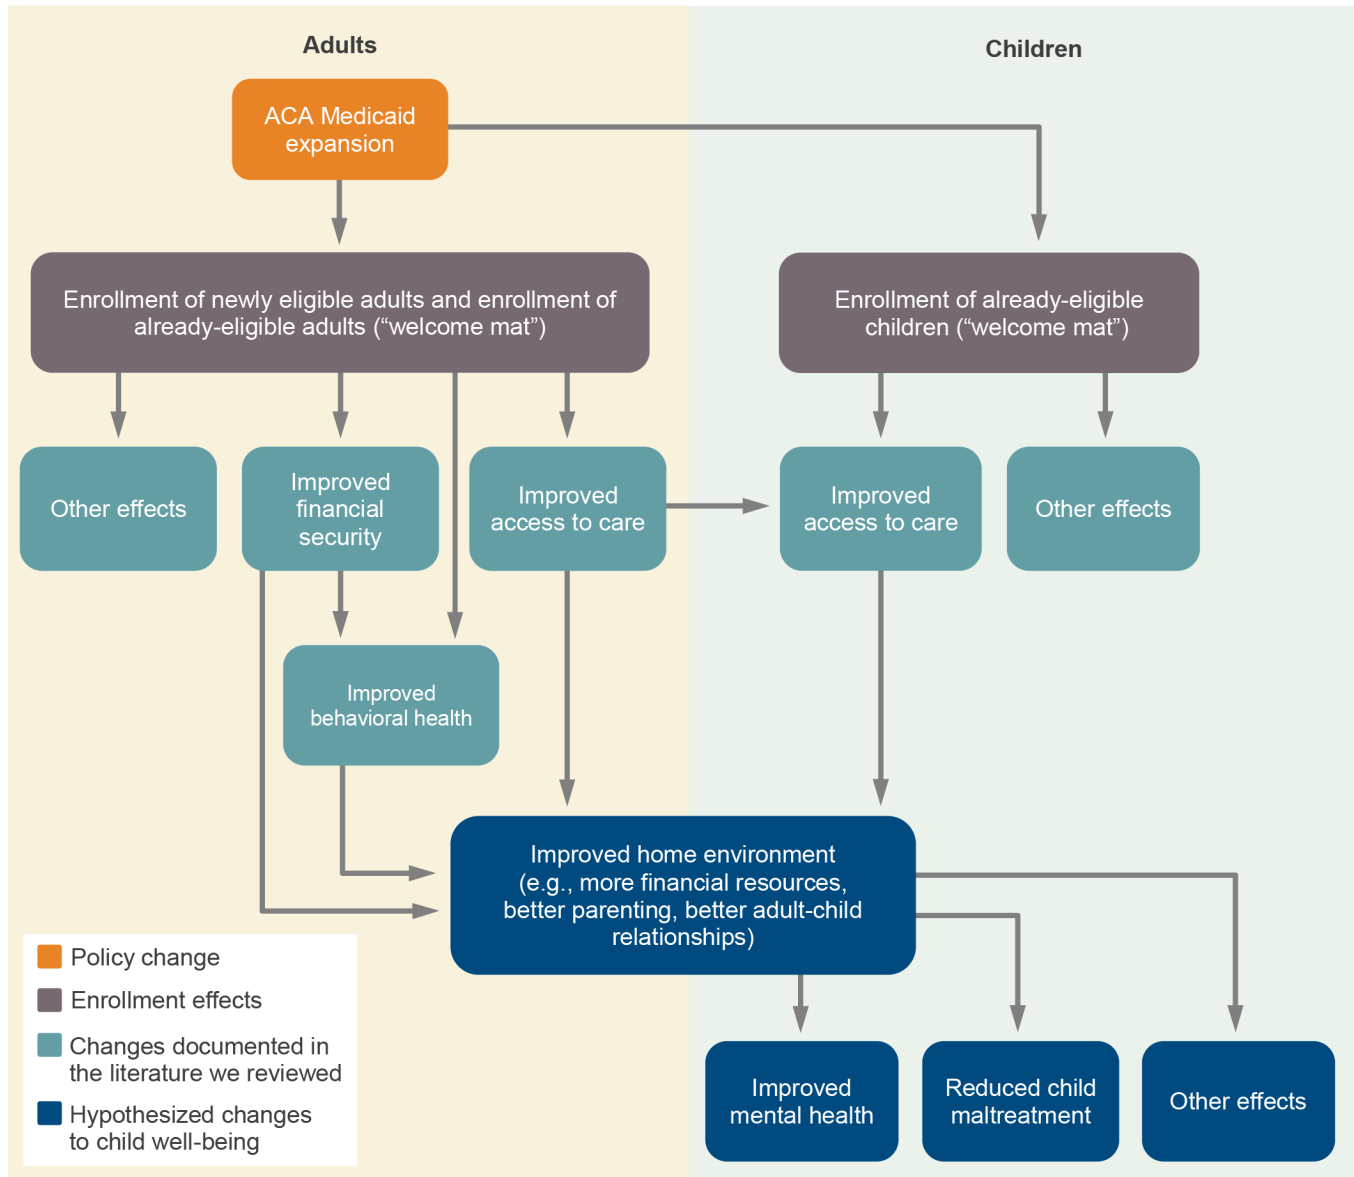 Adults
Children
ACA Medicaid
expansion
Enrollment of newly eligible adults and enrollment of
already-eligible adults (“welcome mat”)
Enrollment of already-eligible
children (“welcome mat”)
Other effects
Improved
financial
security
Improved
access to care
Improved
access to care
Other effects
Improved
behavioral health
Improved home environment
(e.g., more financial resources,
better parenting, better adult-child
relationships)
Policy change
Enrollment effects
Changes documented in
the literature we reviewed
Hypothesized changes
to child well-being
Improved
mental health
Reduced child
maltreatment
Other effects